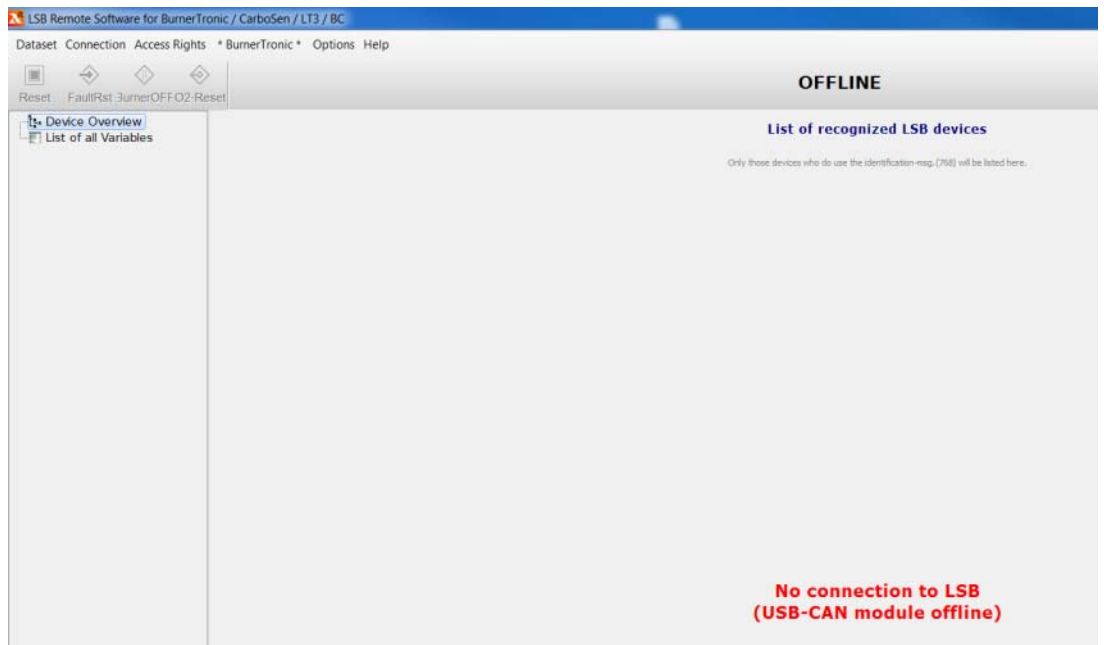 LSB Remote Software for BurnerTronic / CarboSen / LT3 / BC
Dataset Connection Access Rights * BurnerTronic * Options Help
Reset FaultRst BurnerOFF O2-Reset
OFFLINE
Device Overview
List of all Variables
List of recognized LSB devices
Only those devices who do use the identification-msg. (768) will be listed here.
No connection to LSB
(USB-CAN module offline)